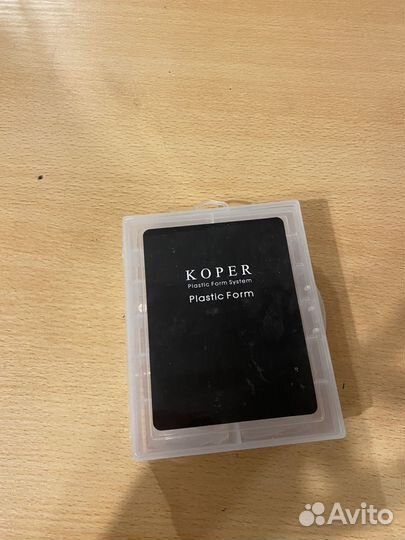 KOPER
Plastic Form System
Plastic Form
Avito